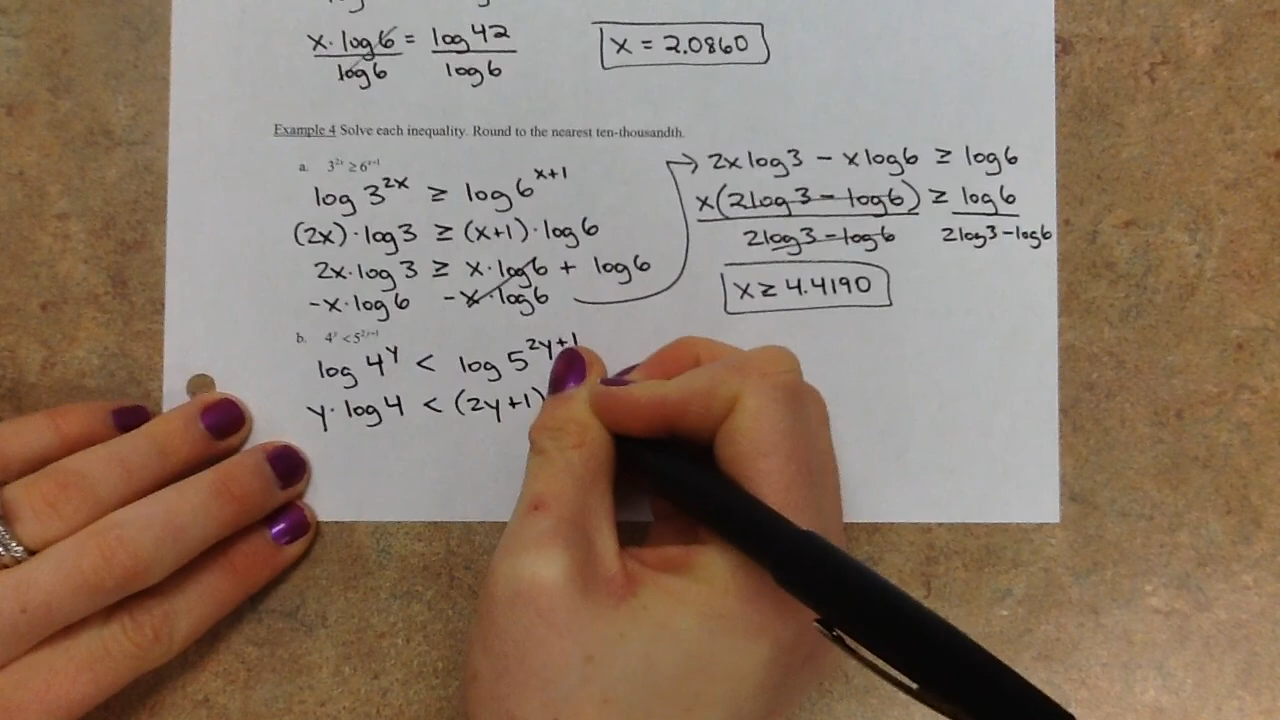 x · log6 = log42
log6 log6
x = 2.0860
Example 4 Solve each inequality. Round to the nearest ten-thousandth.
a. 3^2x ≥ 6^x+1
log 3^2x ≥ log 6^x+1
(2x) · log3 ≥ (x+1) · log6
2x · log3 ≥ x · log6 + log6
-x · log6 -x · log6
2x log3 - x log6 ≥ log6
x(2log3 - log6) ≥ log6
2log3 - log6 2log3 - log6
x ≥ 4.4190
b. 4^y < 5^2y+1
log 4^y < log 5^2y+1
y · log4 < (2y+1)